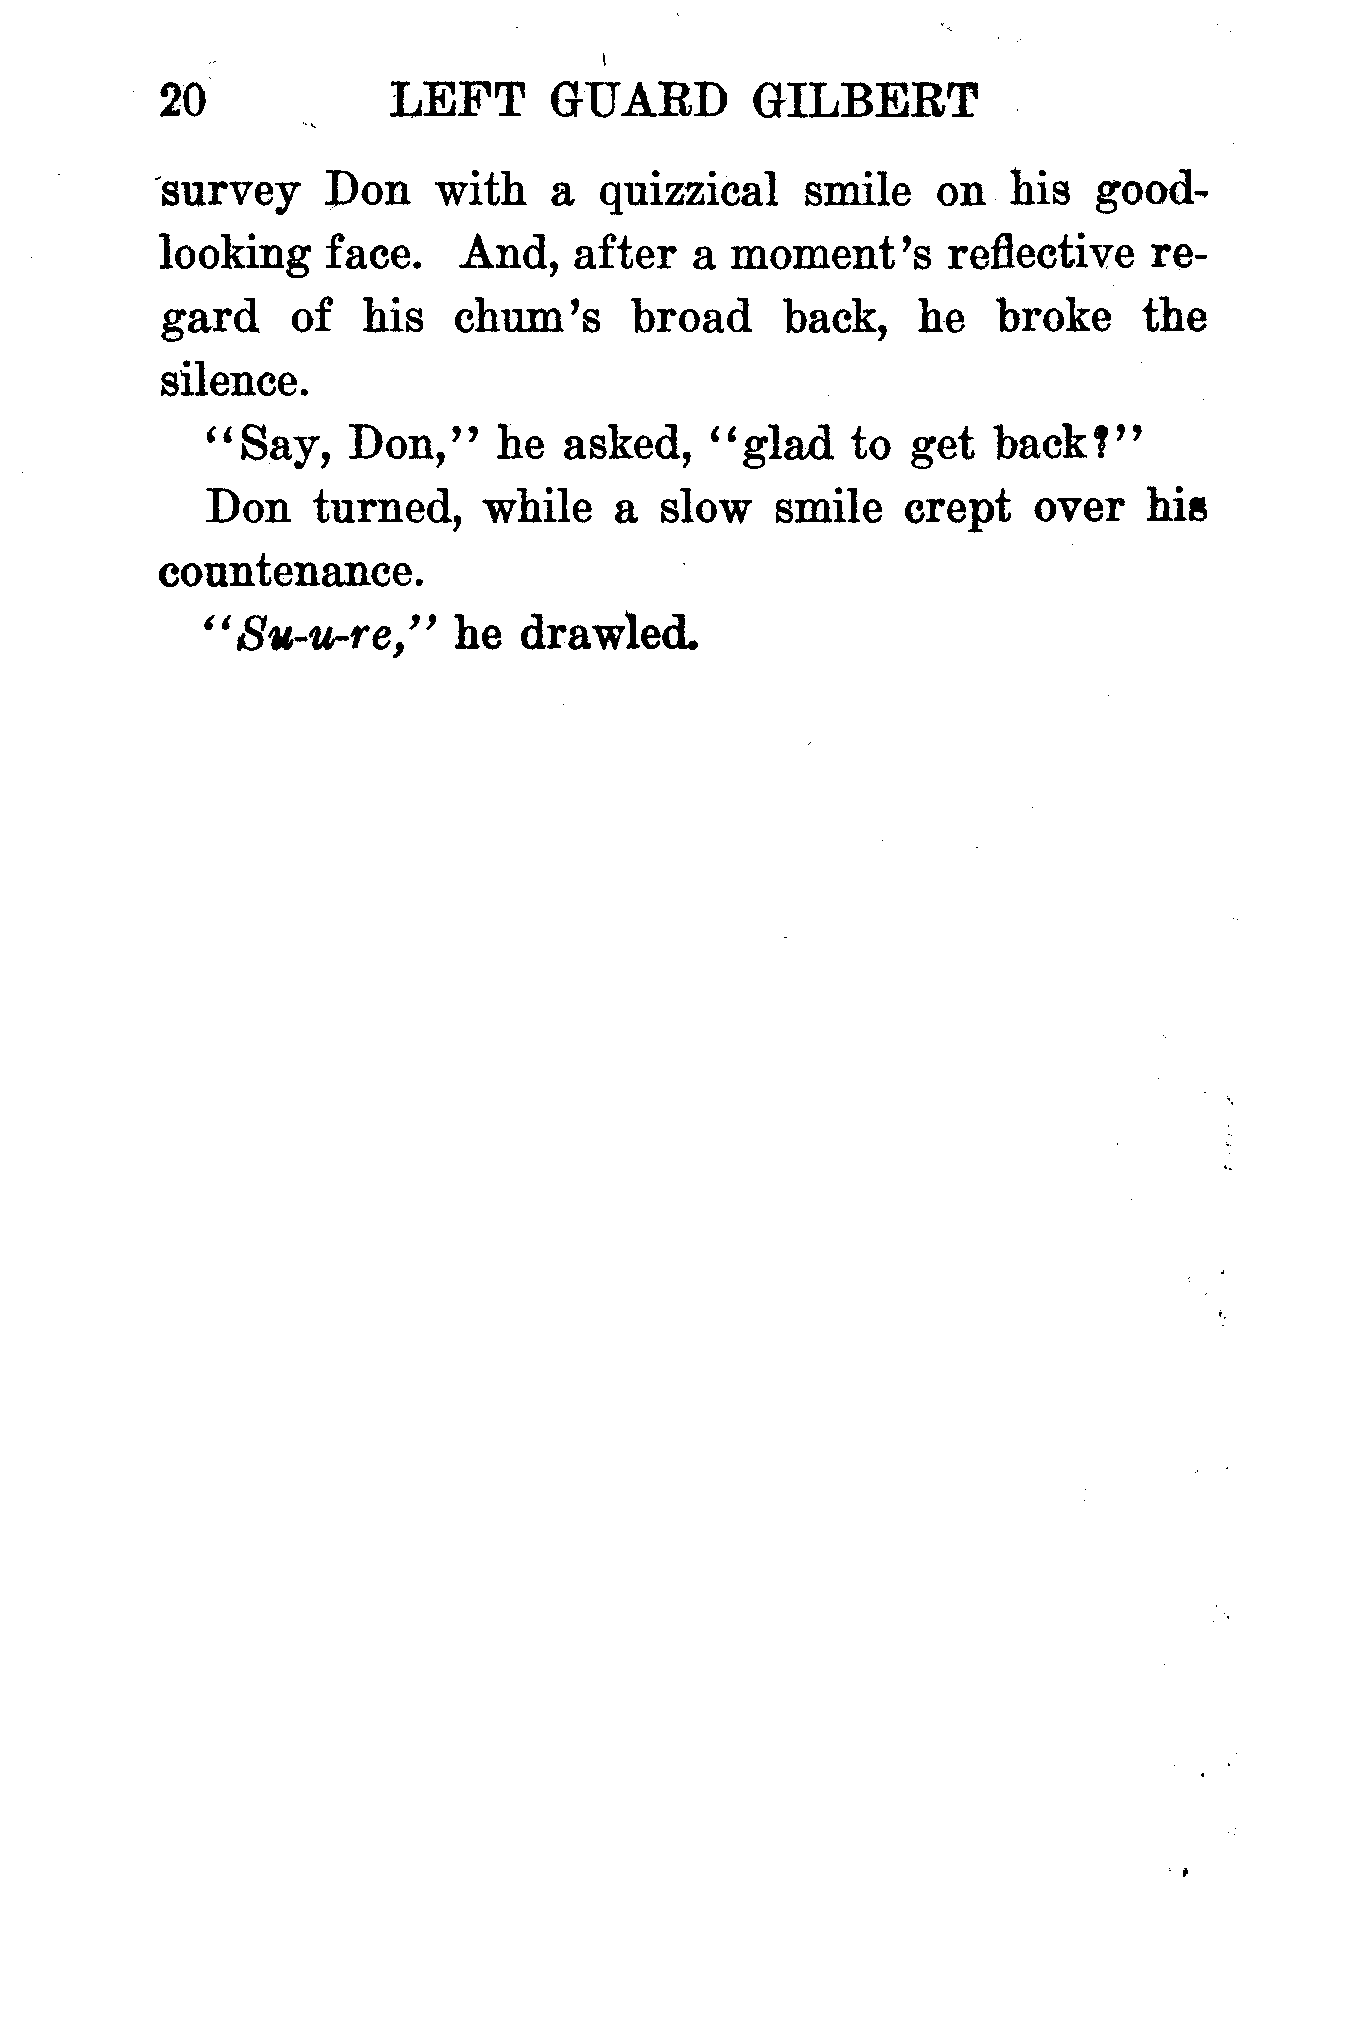 20 LEFT GUARD GILBERT
survey Don with a quizzical smile on his good-
looking face. And, after a moment's reflective re-
gard of his chum's broad back, he broke the
silence.
"Say, Don," he asked, "glad to get back?"
Don turned, while a slow smile crept over his
countenance.
"Su-u-re," he drawled.